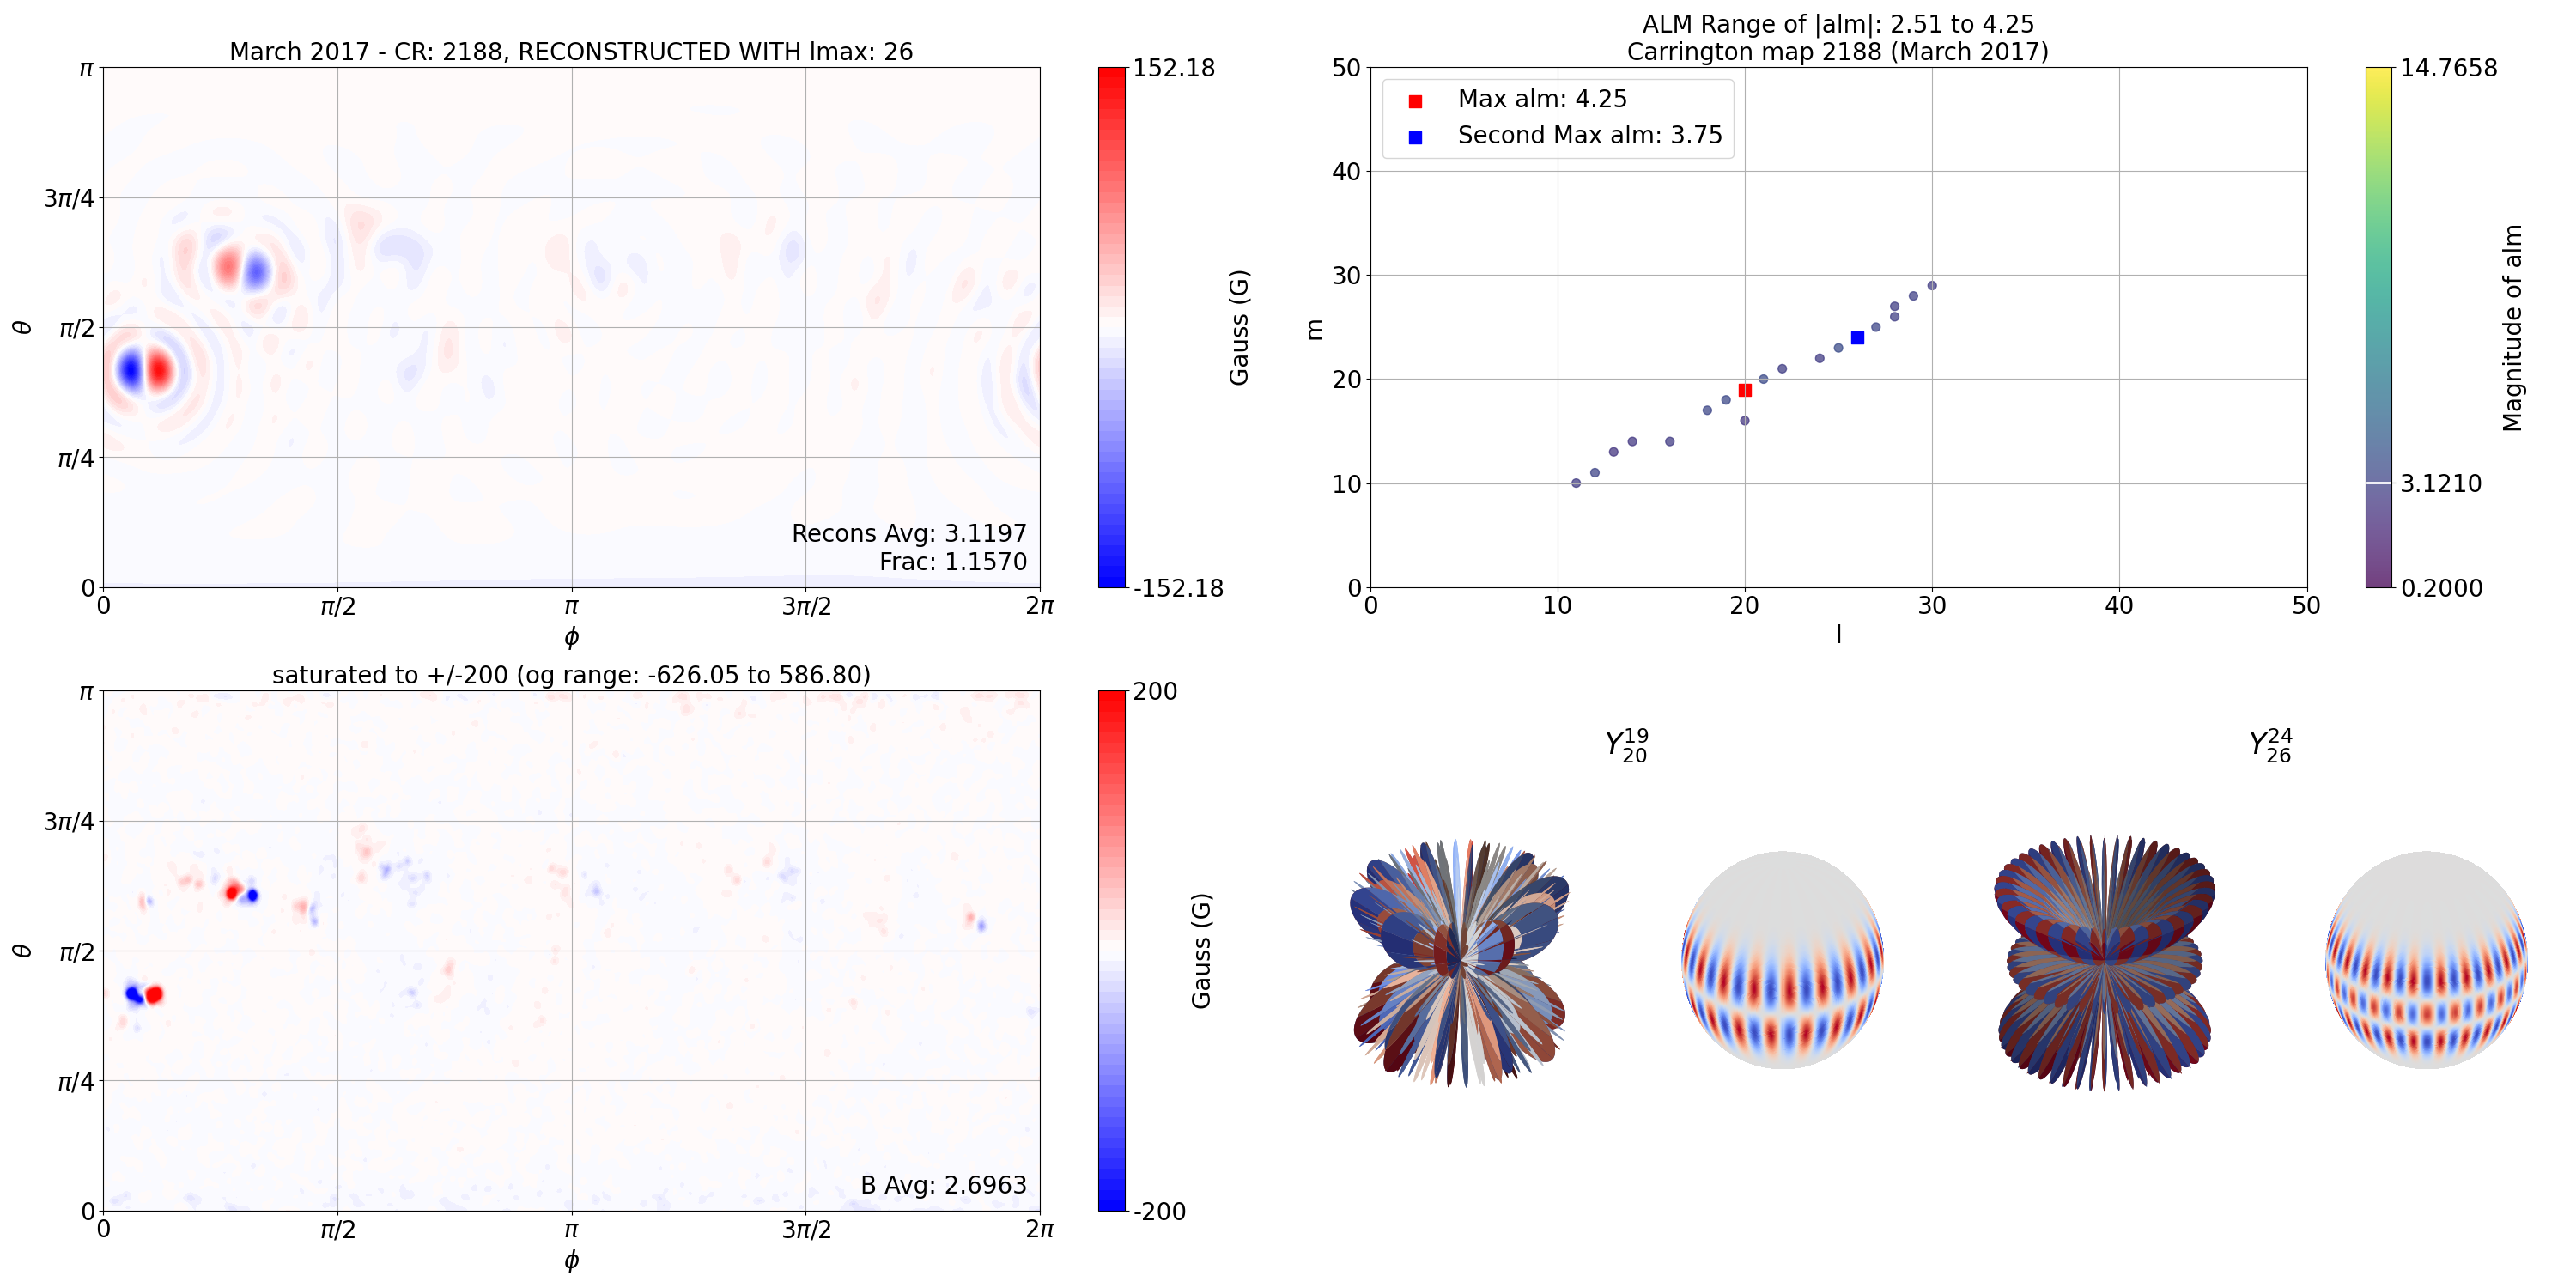 March 2017 - CR: 2188, RECONSTRUCTED WITH lmax: 26
π
3π/4
π/2
π/4
0
θ
0
π/2
π
3π/2
2π
ϕ
Recons Avg: 3.1197
Frac: 1.1570
152.18
-152.18
Gauss (G)
ALM Range of |alm|: 2.51 to 4.25
Carrington map 2188 (March 2017)
Max alm: 4.25
Second Max alm: 3.75
50
40
30
20
10
0
m
0
10
20
30
40
50
l
14.7658
3.1210
0.2000
Magnitude of alm
saturated to +/-200 (og range: -626.05 to 586.80)
π
3π/4
π/2
π/4
0
θ
0
π/2
π
3π/2
2π
ϕ
B Avg: 2.6963
200
-200
Gauss (G)
Y_{20}^{19}
Y_{26}^{24}